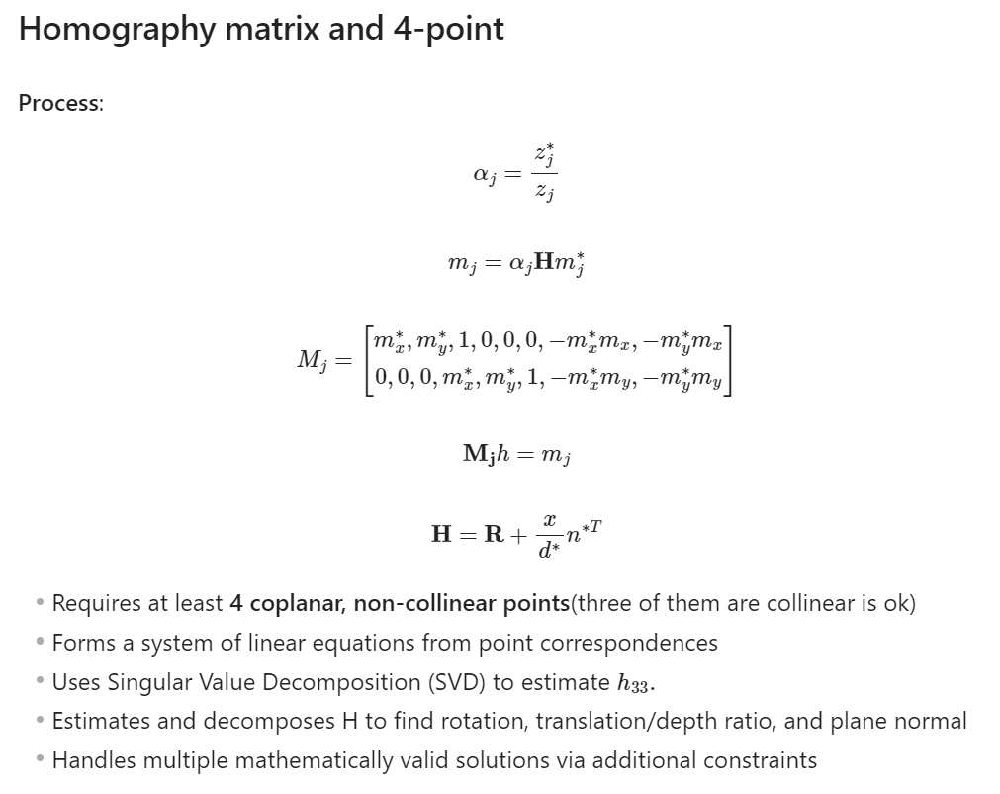 Homography matrix and 4-point
Process:
$$\alpha_j = \frac{z_j^*}{z_j}$$
$$m_j = \alpha_j \mathbf{H} m_j^*$$
$$M_j = \begin{bmatrix} m_x^*, m_y^*, 1, 0, 0, 0, -m_x^* m_x, -m_y^* m_x \\ 0, 0, 0, m_x^*, m_y^*, 1, -m_x^* m_y, -m_y^* m_y \end{bmatrix}$$
$$\mathbf{M_j} h = m_j$$
$$\mathbf{H} = \mathbf{R} + \frac{x}{d^*} n^{*T}$$
• Requires at least 4 coplanar, non-collinear points(three of them are collinear is ok)
• Forms a system of linear equations from point correspondences
• Uses Singular Value Decomposition (SVD) to estimate $h_{33}$.
• Estimates and decomposes H to find rotation, translation/depth ratio, and plane normal
• Handles multiple mathematically valid solutions via additional constraints